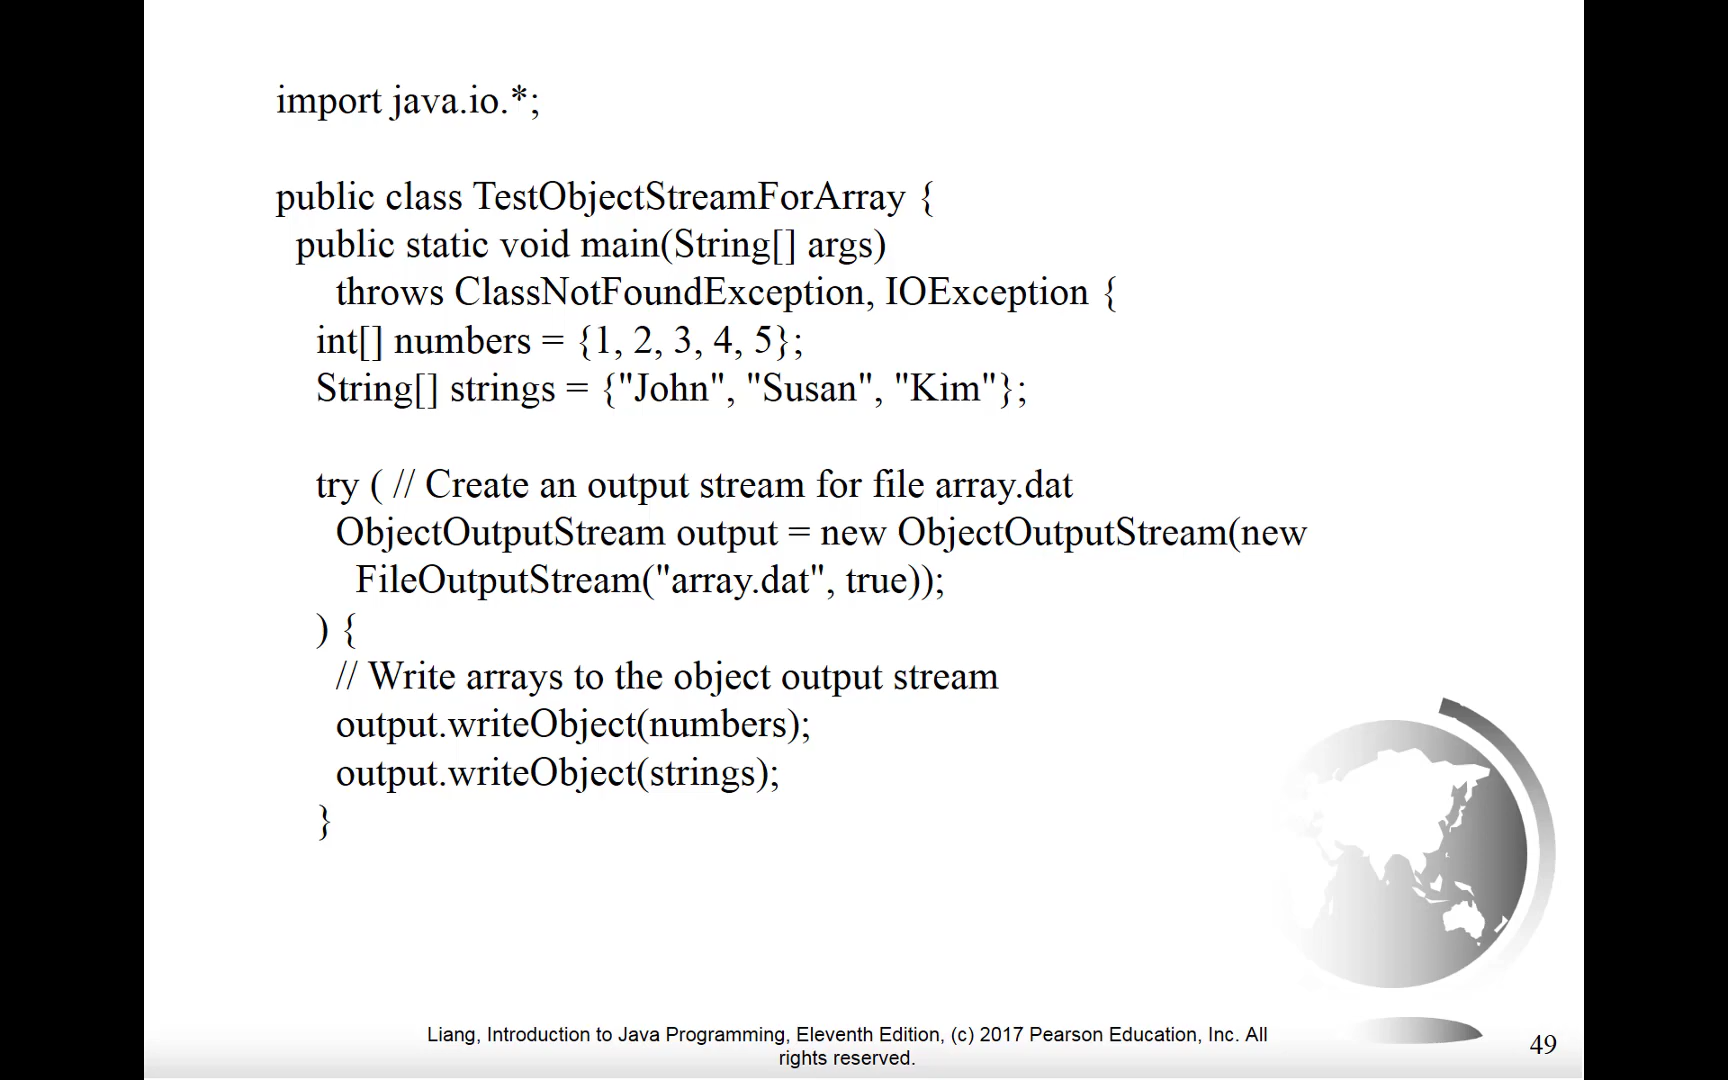 import java.io.*;
public class TestObjectStreamForArray {
public static void main(String[] args)
throws ClassNotFoundException, IOException {
int[] numbers = {1, 2, 3, 4, 5};
String[] strings = {"John", "Susan", "Kim"};
try ( // Create an output stream for file array.dat
ObjectOutputStream output = new ObjectOutputStream(new
FileOutputStream("array.dat", true));
) {
// Write arrays to the object output stream
output.writeObject(numbers);
output.writeObject(strings);
}
Liang, Introduction to Java Programming, Eleventh Edition, (c) 2017 Pearson Education, Inc. All
rights reserved.
49